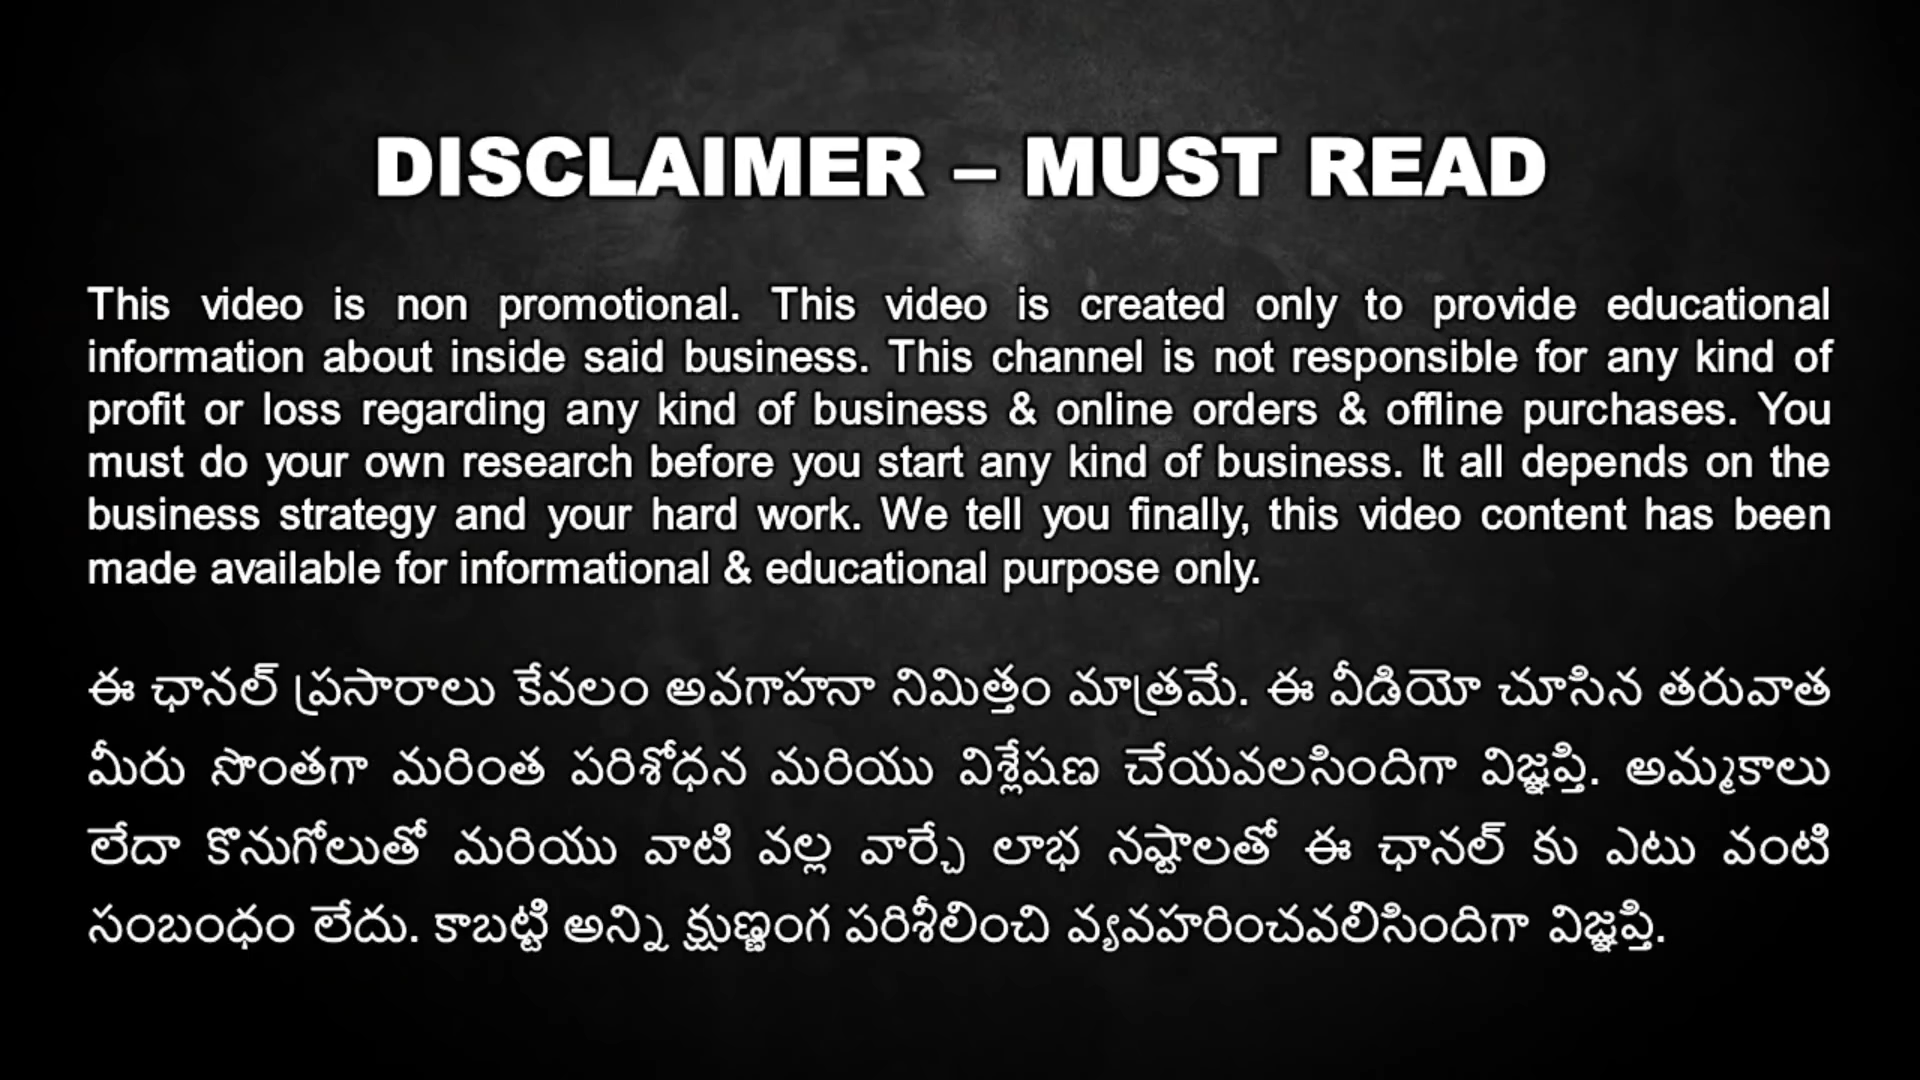 DISCLAIMER – MUST READ
This video is non promotional. This video is created only to provide educational
information about inside said business. This channel is not responsible for any kind of
profit or loss regarding any kind of business & online orders & offline purchases. You
must do your own research before you start any kind of business. It all depends on the
business strategy and your hard work. We tell you finally, this video content has been
made available for informational & educational purpose only.
ఈ ఛానల్ ప్రసారాలు కేవలం అవగాహనా నిమిత్తం మాత్రమే. ఈ వీడియో చూసిన తరువాత
మీరు సొంతగా మరింత పరిశోధన మరియు విశ్లేషణ చేయవలసిందిగా విజ్ఞప్తి. అమ్మకాలు
లేదా కొనుగోలుతో మరియు వాటి వల్ల వార్చే లాభ నష్టాలతో ఈ ఛానల్ కు ఎటు వంటి
సంబంధం లేదు. కాబట్టి అన్ని క్షుణ్ణంగ పరిశీలించి వ్యవహరించవలిసిందిగా విజ్ఞప్తి.